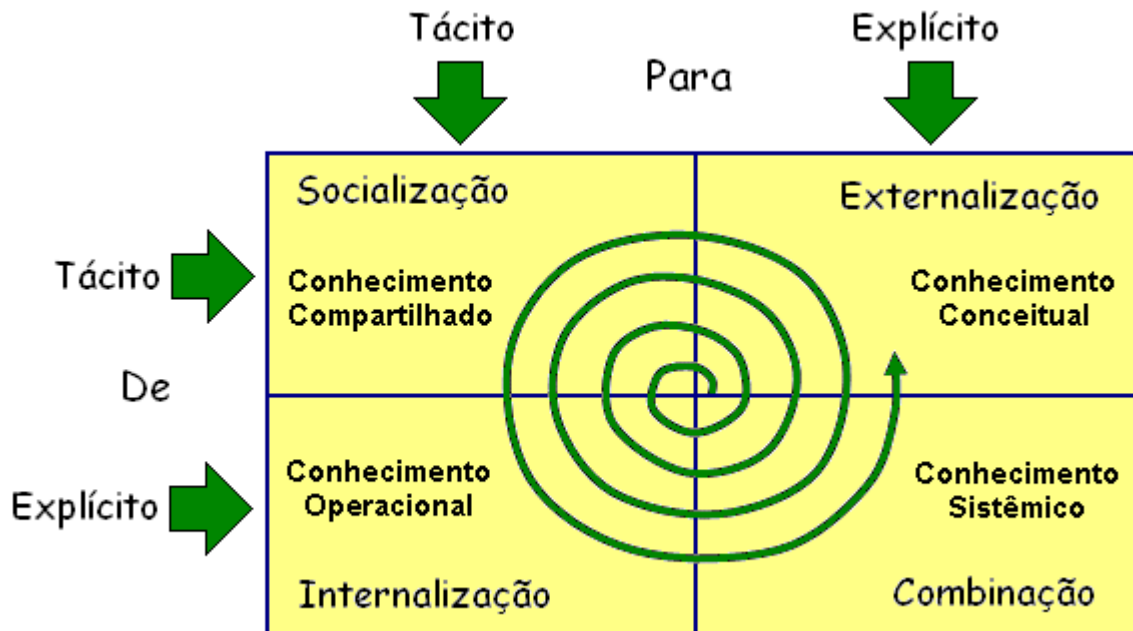 Tácito
Explícito
Para
Socialização
Externalização
Tácito
Conhecimento
Compartilhado
Conhecimento
Conceitual
De
Explícito
Conhecimento
Operacional
Conhecimento
Sistêmico
Internalização
Combinação